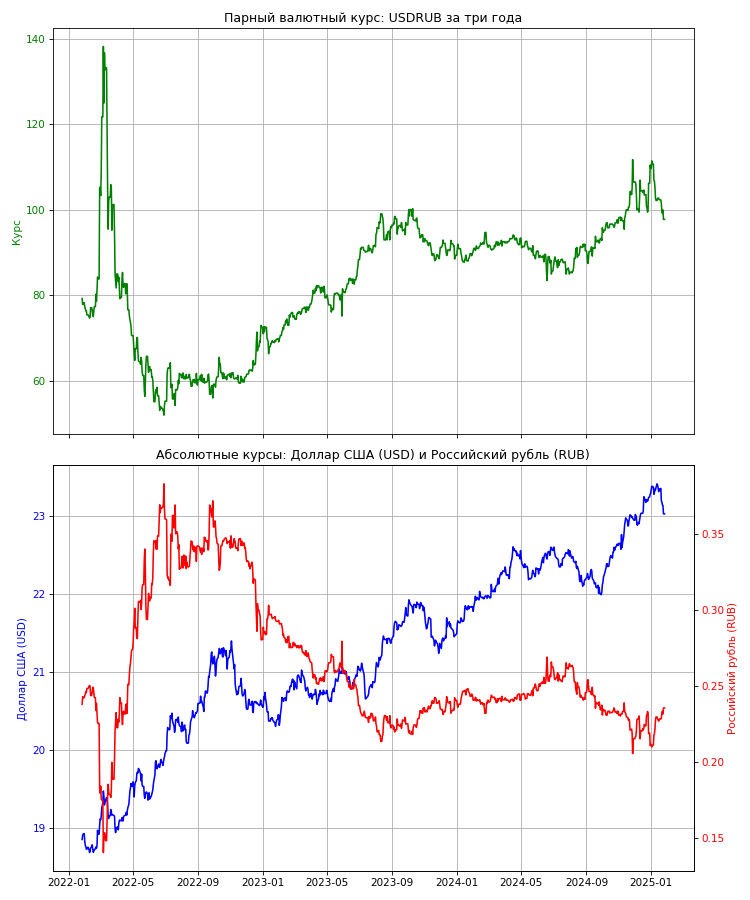 Парный валютный курс: USDRUB за три года
140
120
100
80
60
Курс
Абсолютные курсы: Доллар США (USD) и Российский рубль (RUB)
23
22
21
20
19
Доллар США (USD)
0.35
0.30
0.25
0.20
0.15
Российский рубль (RUB)
2022-01 2022-05 2022-09 2023-01 2023-05 2023-09 2024-01 2024-05 2024-09 2025-01